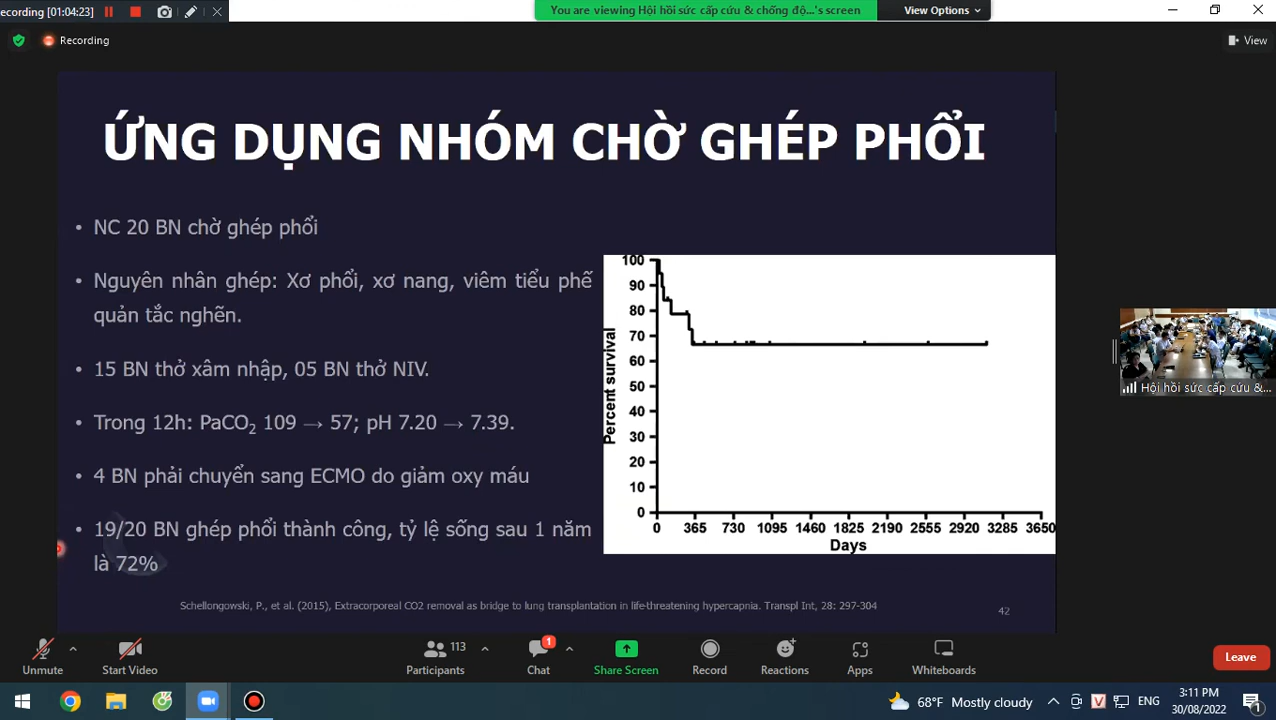 ecording [01:04:23]
You are viewing Hội hồi sức cấp cứu & chống độ...'s screen
View Options
Recording
View
ỨNG DỤNG NHÓM CHỜ GHÉP PHỔI
• NC 20 BN chờ ghép phổi
• Nguyên nhân ghép: Xơ phổi, xơ nang, viêm tiểu phế
quản tắc nghẽn.
• 15 BN thở xâm nhập, 05 BN thở NIV.
• Trong 12h: PaCO2 109 → 57; pH 7.20 → 7.39.
• 4 BN phải chuyển sang ECMO do giảm oxy máu
• 19/20 BN ghép phổi thành công, tỷ lệ sống sau 1 năm
là 72%
100
90
80
70
60
50
40
30
20
10
0
Percent survival
0 365 730 1095 1460 1825 2190 2555 2920 3285 3650
Days
Hội hồi sức cấp cứu &...
Schellongowski, P., et al. (2015), Extracorporeal CO2 removal as bridge to lung transplantation in life-threatening hypercapnia. Transpl Int, 28: 297-304
42
Unmute
Start Video
113
Participants
1
Chat
Share Screen
Record
Reactions
Apps
Whiteboards
Leave
68°F Mostly cloudy
V
ENG
3:11 PM
30/08/2022
1